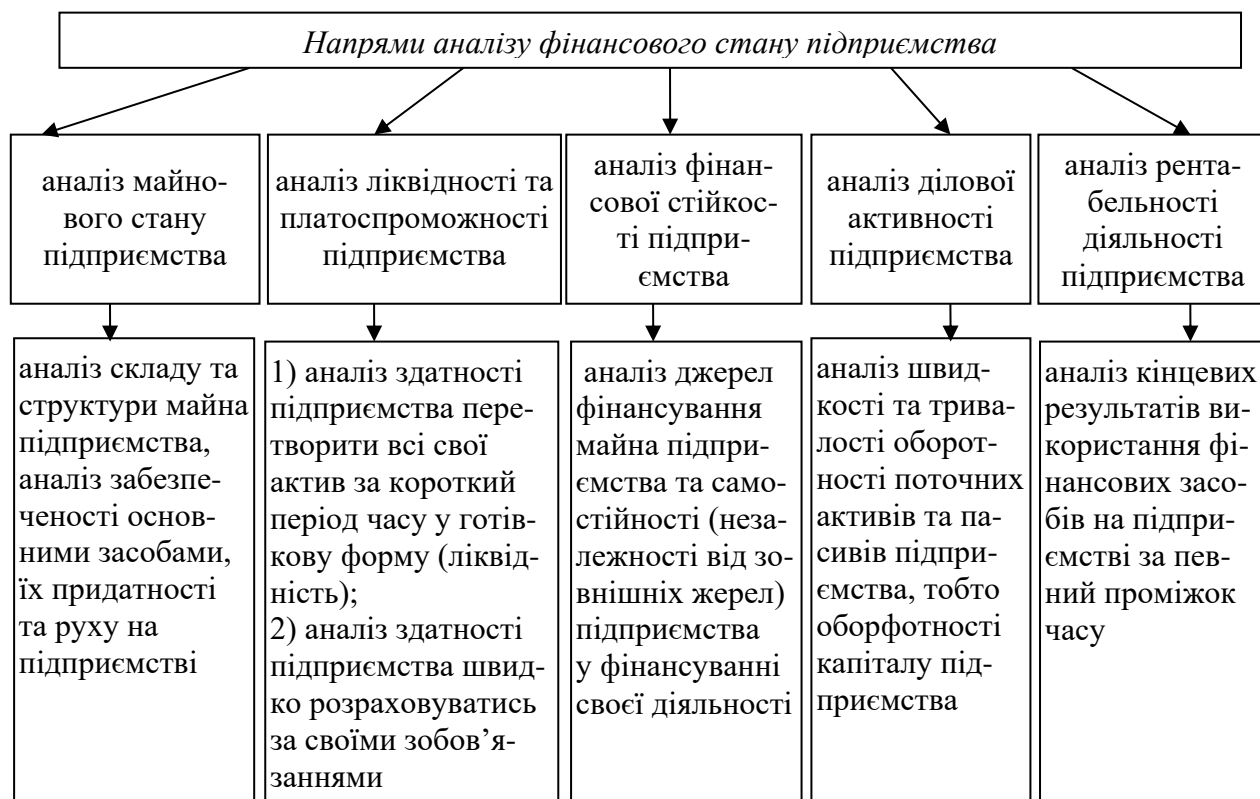 Напрями аналізу фінансового стану підприємства
аналіз майно-
вого стану
підприємства
аналіз ліквідності та
платоспроможності
підприємства
аналіз фінан-
сової стійкос-
ті підпри-
ємства
аналіз ділової
активності
підприємства
аналіз рента-
бельності
діяльності
підприємства
аналіз складу та
структури майна
підприємства,
аналіз забезпе-
ченості основ-
ними засобами,
їх придатності
та руху на
підприємстві
1) аналіз здатності
підприємства пере-
творити всі свої
актив за короткий
період часу у готів-
кову форму (ліквід-
ність);
2) аналіз здатності
підприємства швид-
ко розраховуватись
за своїми зобов’я-
заннями
аналіз джерел
фінансування
майна підпри-
ємства та само-
стійності (неза-
лежності від зо-
внішніх жерел)
підприємства
у фінансуванні
своєї діяльності
аналіз швид-
кості та трива-
лості оборот-
ності поточних
активів та па-
сивів підпри-
ємства, тобто
оборфотності
капіталу під-
приємства
аналіз кінцевих
результатів ви-
користання фі-
нансових засо-
бів на підпри-
ємстві за пев-
ний проміжок
часу